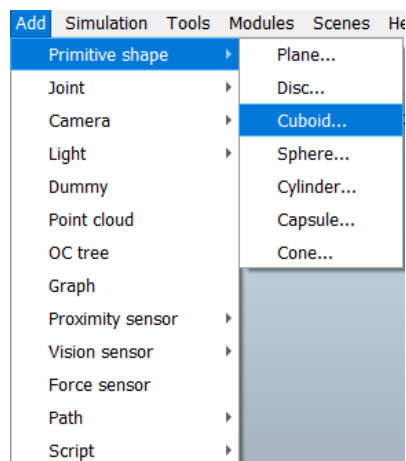 Add Simulation Tools Modules Scenes He
Primitive shape
Joint
Camera
Light
Dummy
Point cloud
OC tree
Graph
Proximity sensor
Vision sensor
Force sensor
Path
Script
Plane...
Disc...
Cuboid...
Sphere...
Cylinder...
Capsule...
Cone...